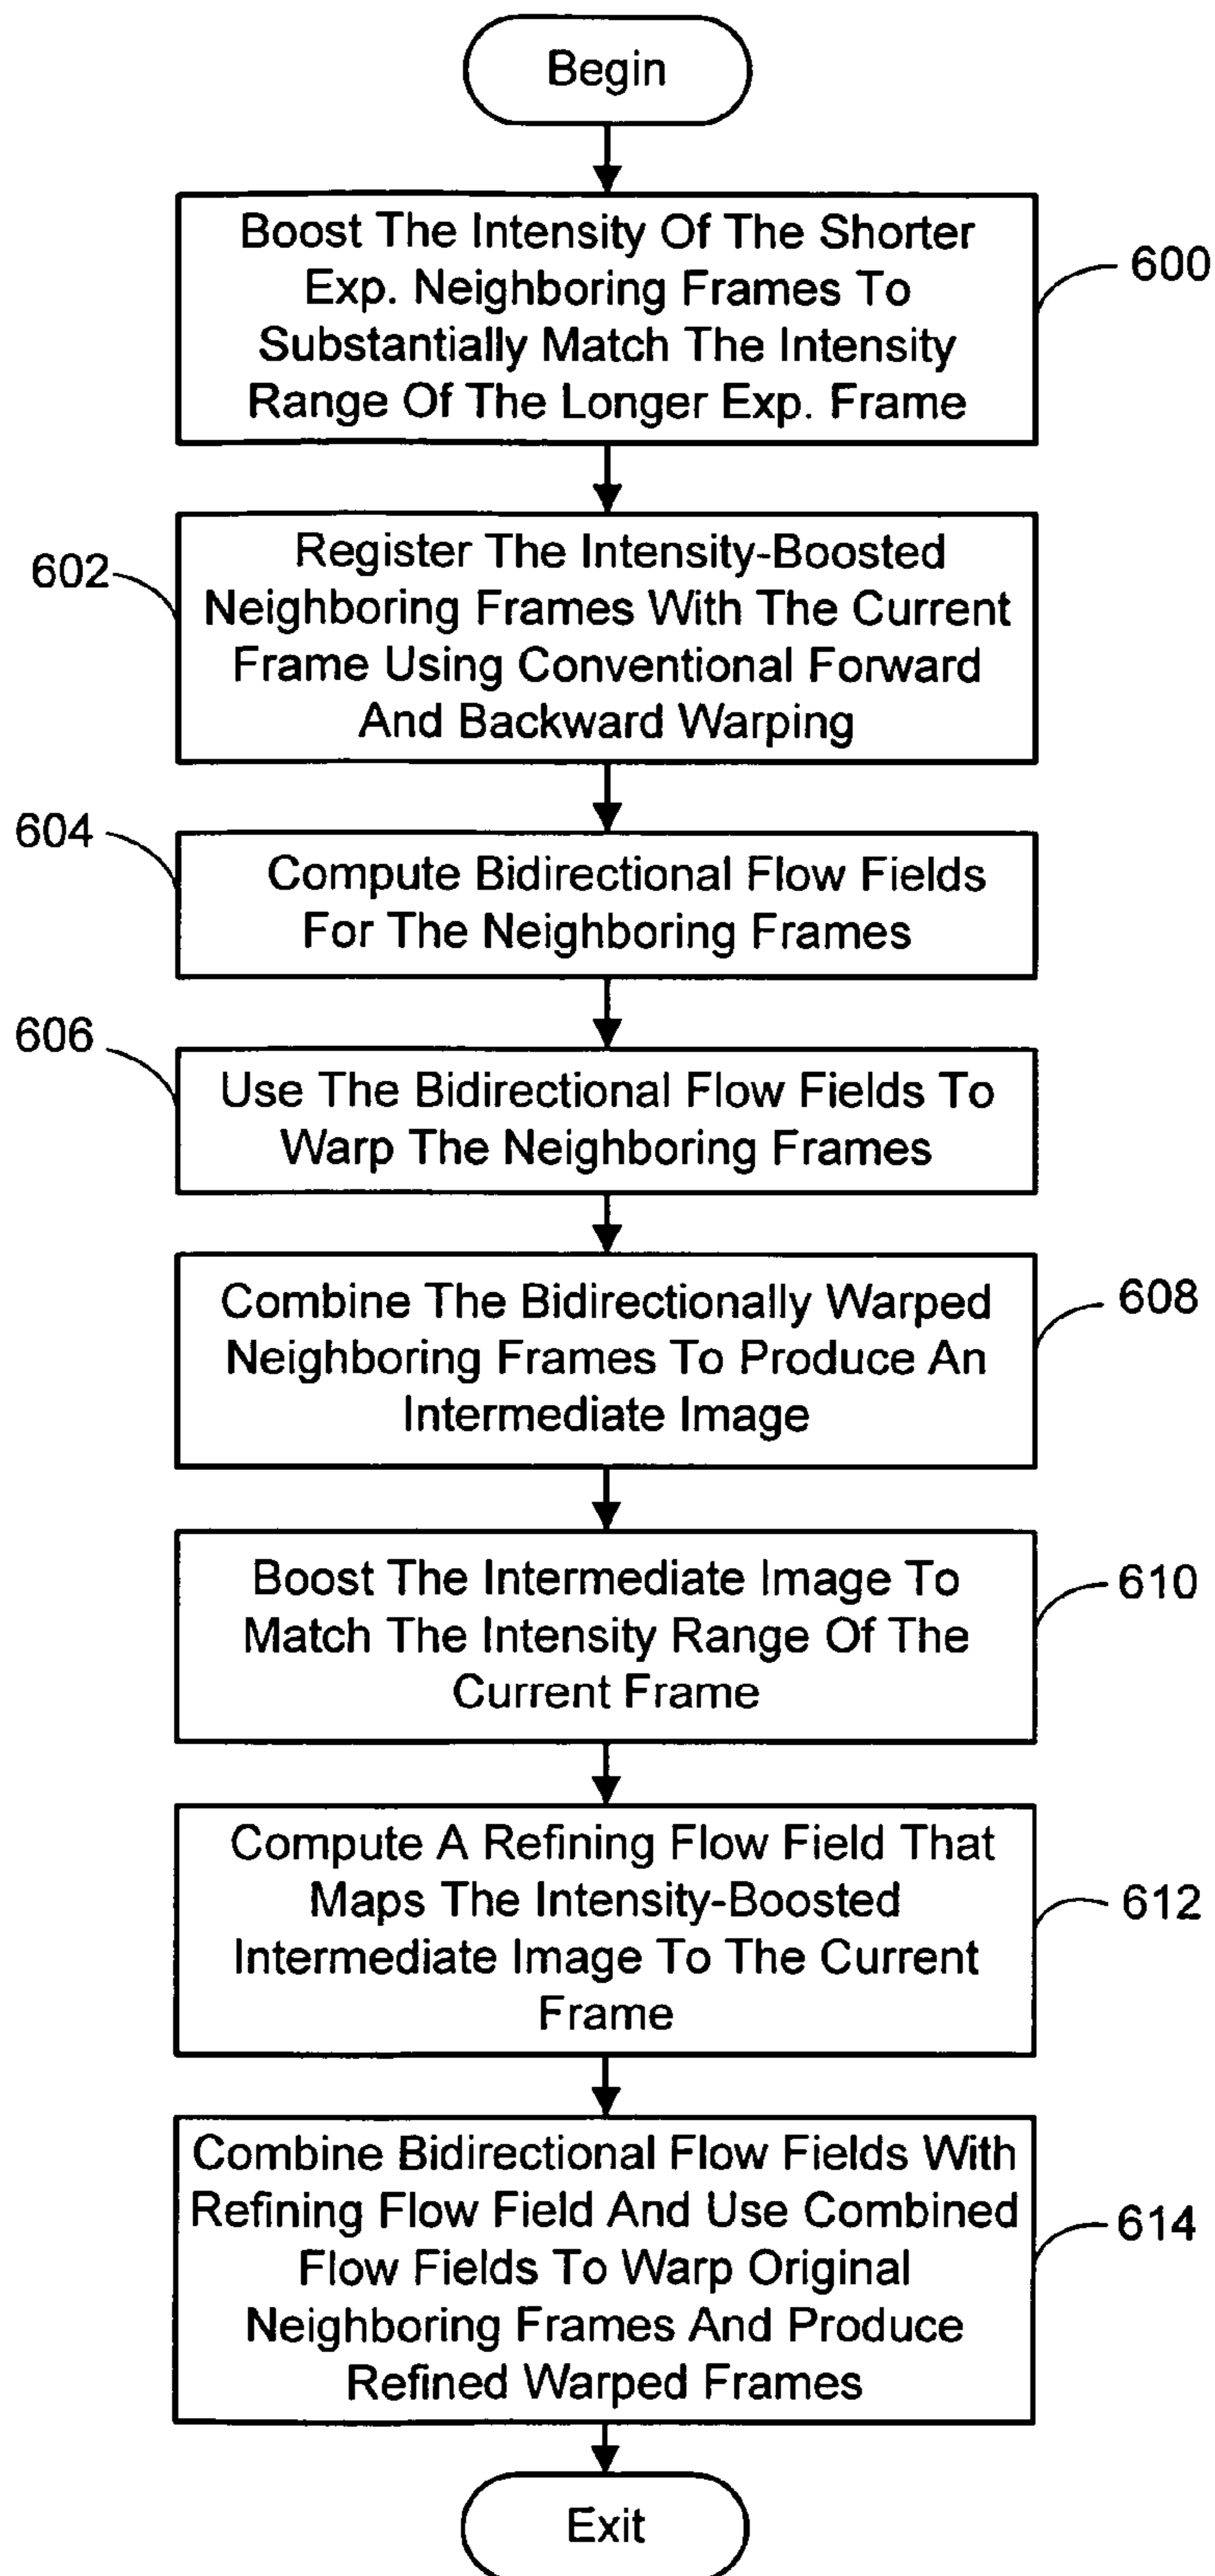 Begin
Boost The Intensity Of The Shorter
Exp. Neighboring Frames To
Substantially Match The Intensity
Range Of The Longer Exp. Frame
600
Register The Intensity-Boosted
Neighboring Frames With The Current
Frame Using Conventional Forward
And Backward Warping
602
Compute Bidirectional Flow Fields
For The Neighboring Frames
604
Use The Bidirectional Flow Fields To
Warp The Neighboring Frames
606
Combine The Bidirectionally Warped
Neighboring Frames To Produce An
Intermediate Image
608
Boost The Intermediate Image To
Match The Intensity Range Of The
Current Frame
610
Compute A Refining Flow Field That
Maps The Intensity-Boosted
Intermediate Image To The Current
Frame
612
Combine Bidirectional Flow Fields With
Refining Flow Field And Use Combined
Flow Fields To Warp Original
Neighboring Frames And Produce
Refined Warped Frames
614
Exit